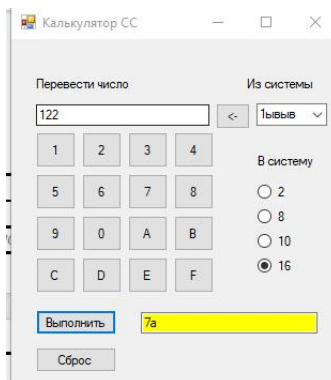 Калькулятор СС
Перевести число
Из системы
122
<-
1ывыв
1 2 3 4
В систему
5 6 7 8
2
8
9 0 A B
10
16
C D E F
Выполнить
7a
Сброс